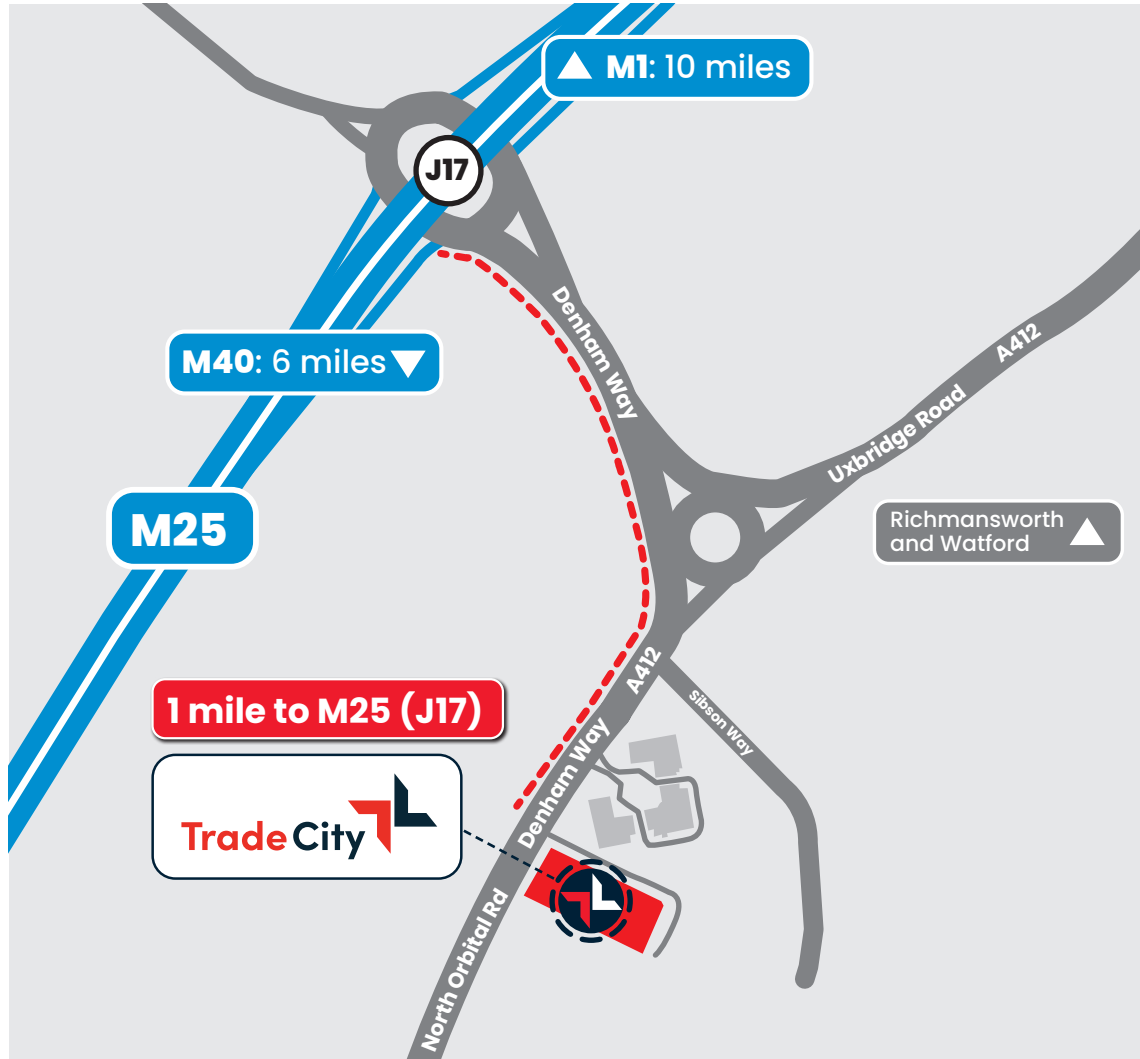 M1: 10 miles
J17
Denham Way
M40: 6 miles
A412
Uxbridge Road
M25
Richmansworth
and Watford
A412
1 mile to M25 (J17)
Sibson Way
Denham Way
Trade City
North Orbital Rd